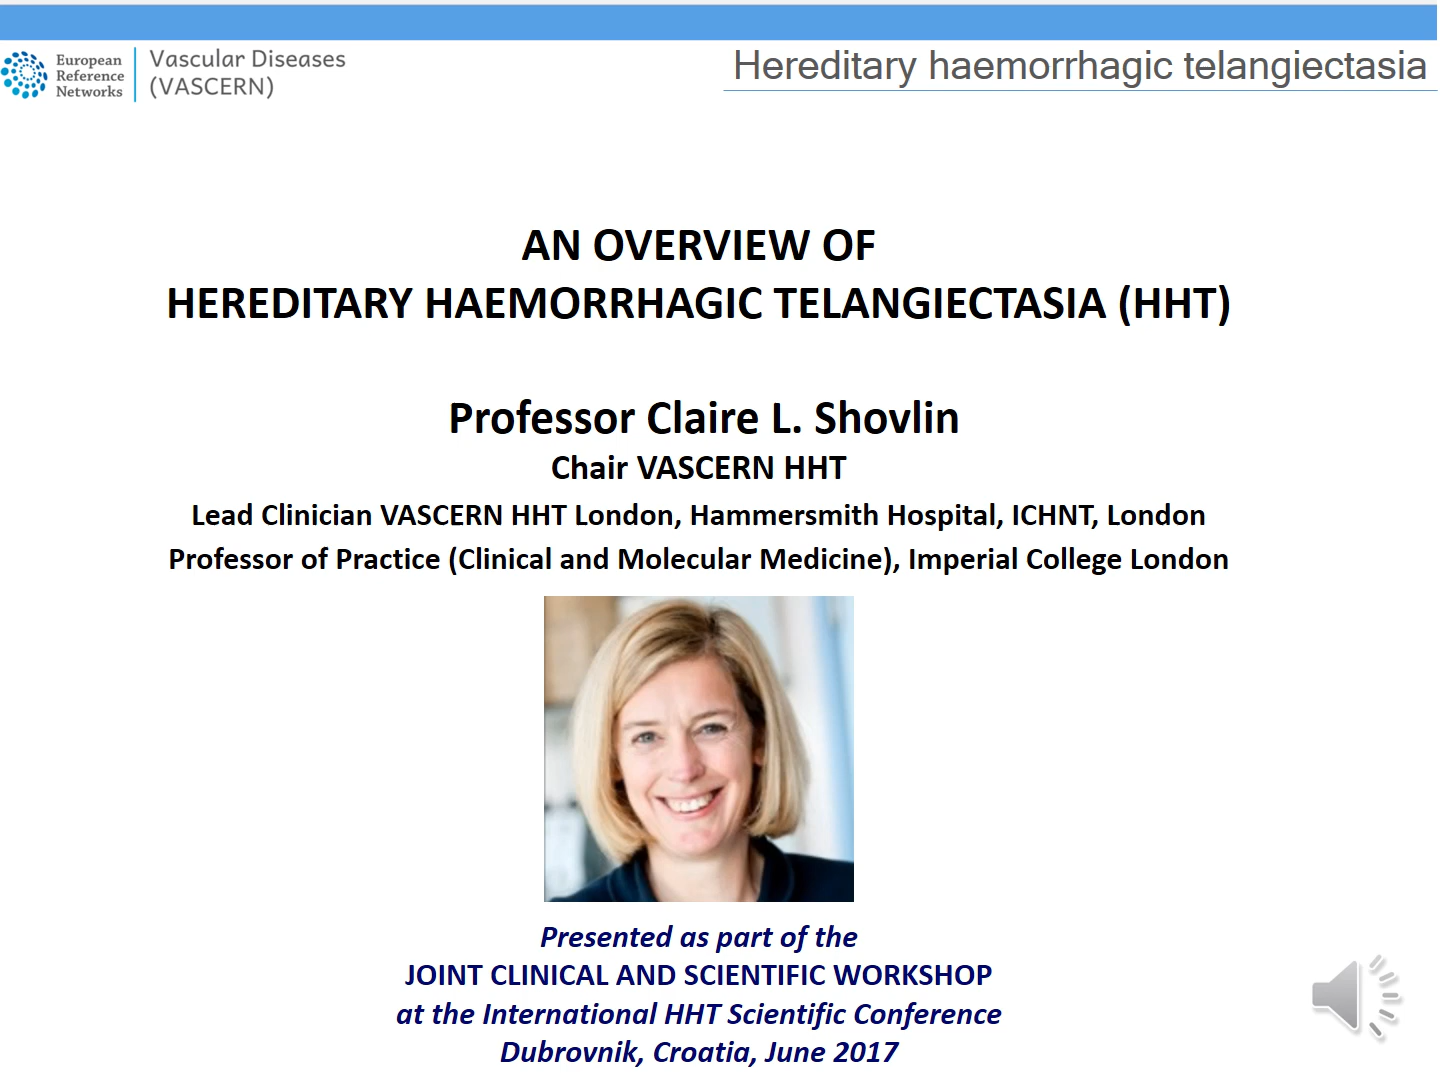 European
Reference
Networks
Vascular Diseases
(VASCERN)
Hereditary haemorrhagic telangiectasia
AN OVERVIEW OF
HEREDITARY HAEMORRHAGIC TELANGIECTASIA (HHT)
Professor Claire L. Shovlin
Chair VASCERN HHT
Lead Clinician VASCERN HHT London, Hammersmith Hospital, ICHNT, London
Professor of Practice (Clinical and Molecular Medicine), Imperial College London
Presented as part of the
JOINT CLINICAL AND SCIENTIFIC WORKSHOP
at the International HHT Scientific Conference
Dubrovnik, Croatia, June 2017